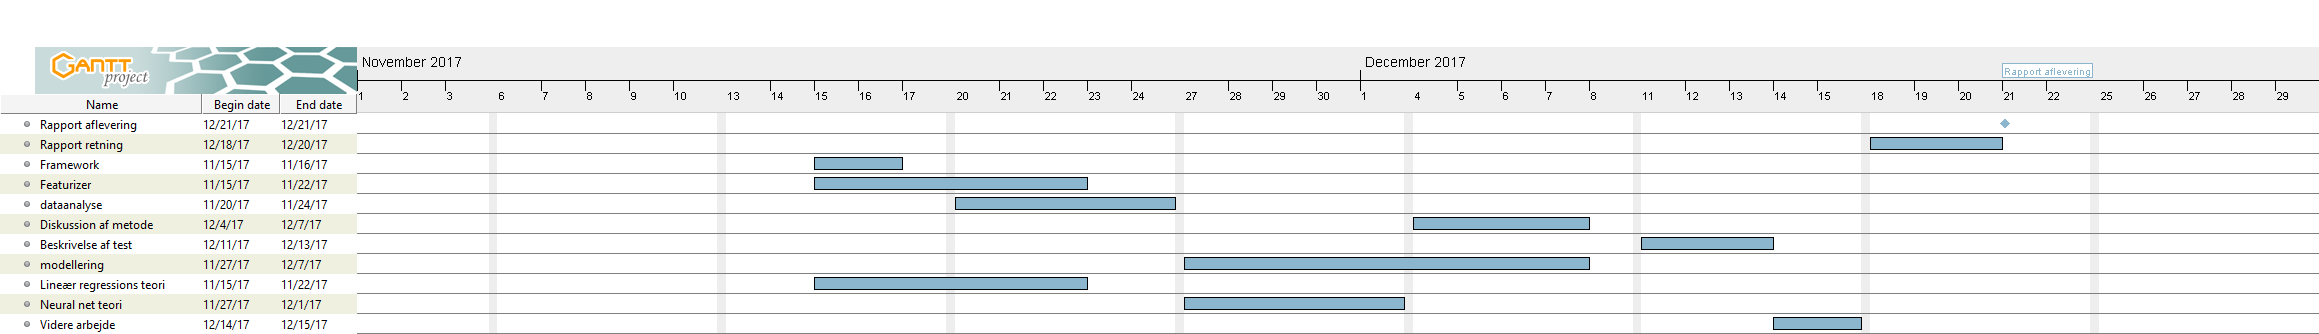 GANTT
project
November 2017
December 2017
Rapport aflevering
1 2 3 6 7 8 9 10 13 14 15 16 17 20 21 22 23 24 27 28 29 30 1 4 5 6 7 8 11 12 13 14 15 18 19 20 21 22 25 26 27 28 29
Name Begin date End date
Rapport aflevering 12/21/17 12/21/17
Rapport retning 12/18/17 12/20/17
Framework 11/15/17 11/16/17
Featurizer 11/15/17 11/22/17
dataanalyse 11/20/17 11/24/17
Diskussion af metode 12/4/17 12/7/17
Beskrivelse af test 12/11/17 12/13/17
modellering 11/27/17 12/7/17
Lineær regressions teori 11/15/17 11/22/17
Neural net teori 11/27/17 12/1/17
Videre arbejde 12/14/17 12/15/17